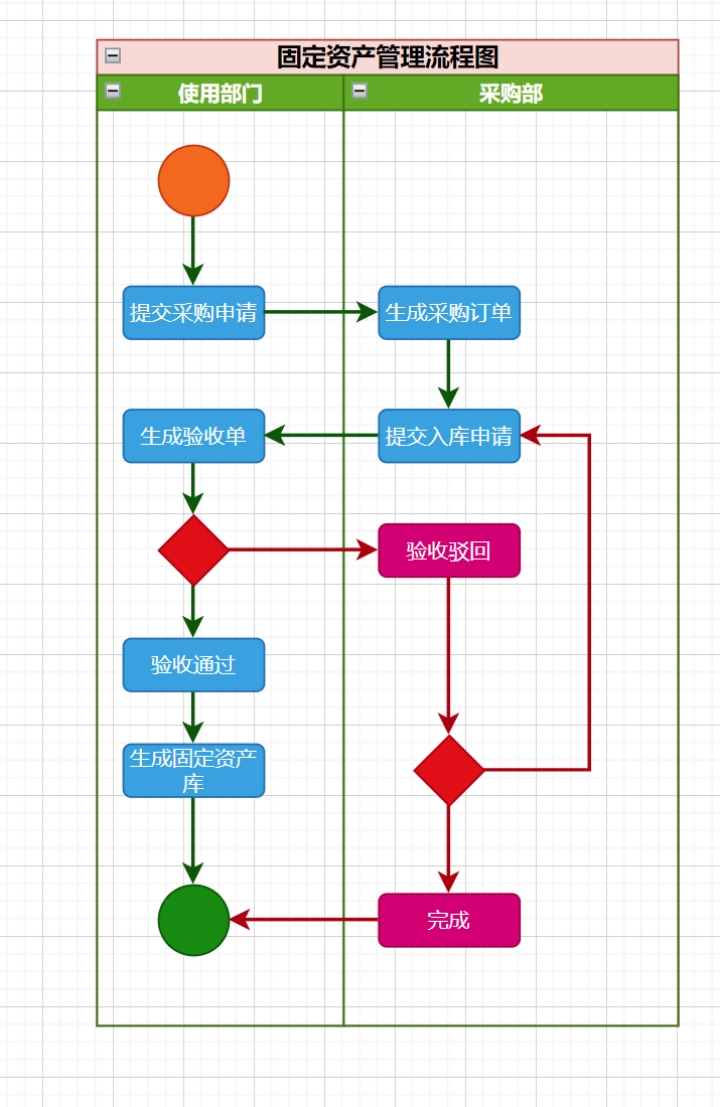 固定资产管理流程图
使用部门
采购部
提交采购申请
生成采购订单
生成验收单
提交入库申请
验收驳回
验收通过
生成固定资产
库
完成